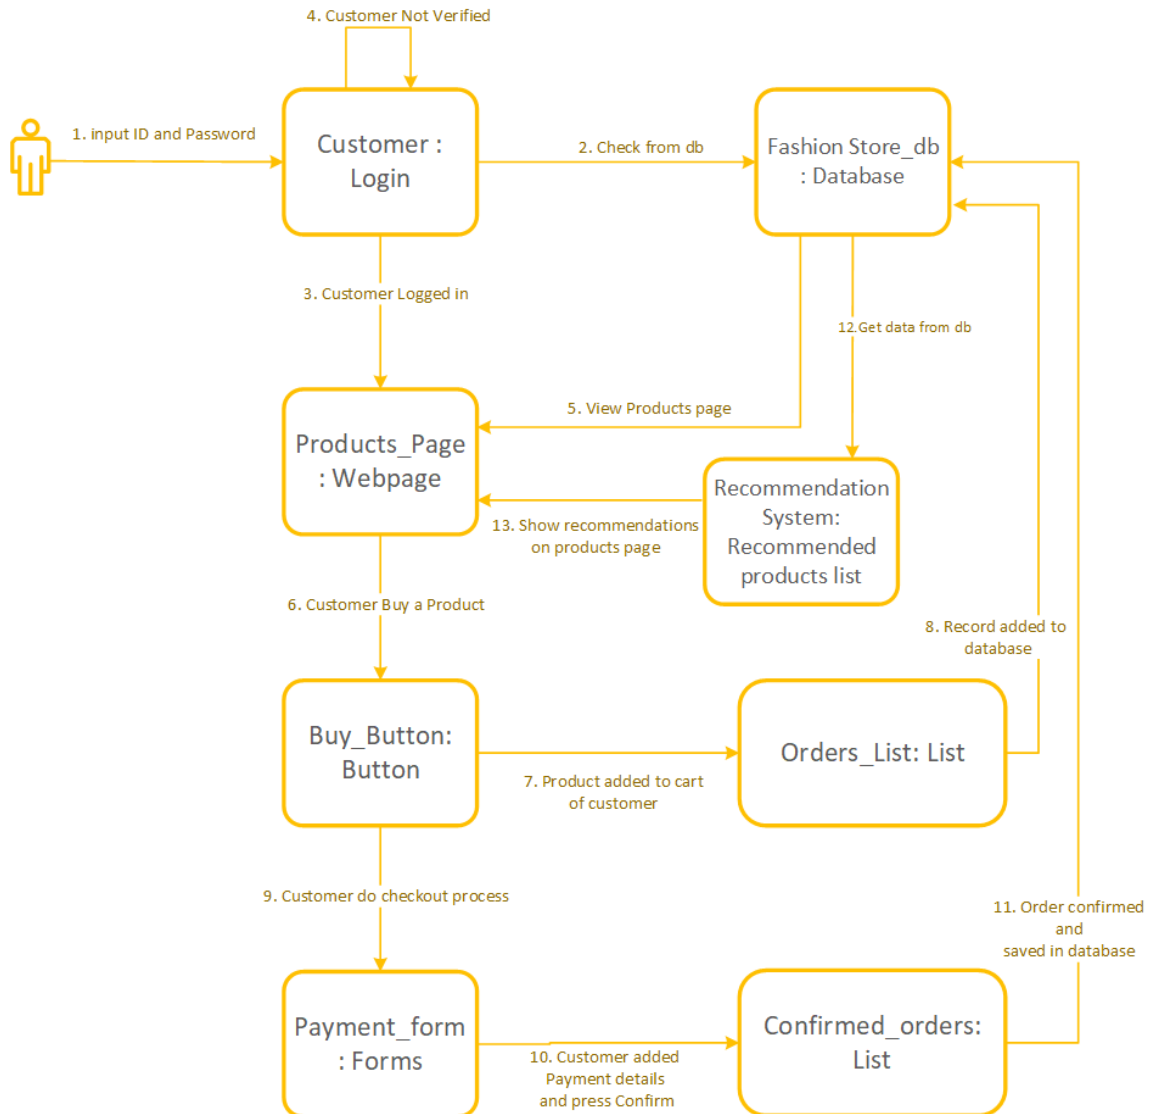 4. Customer Not Verified
1. input ID and Password
Customer :
Login
2. Check from db
Fashion Store_db
: Database
3. Customer Logged in
12.Get data from db
5. View Products page
Products_Page
: Webpage
Recommendation
System:
Recommended
products list
13. Show recommendations
on products page
6. Customer Buy a Product
8. Record added to
database
Buy_Button:
Button
7. Product added to cart
of customer
Orders_List: List
9. Customer do checkout process
11. Order confirmed
and
saved in database
Payment_form
: Forms
10. Customer added
Payment details
and press Confirm
Confirmed_orders:
List